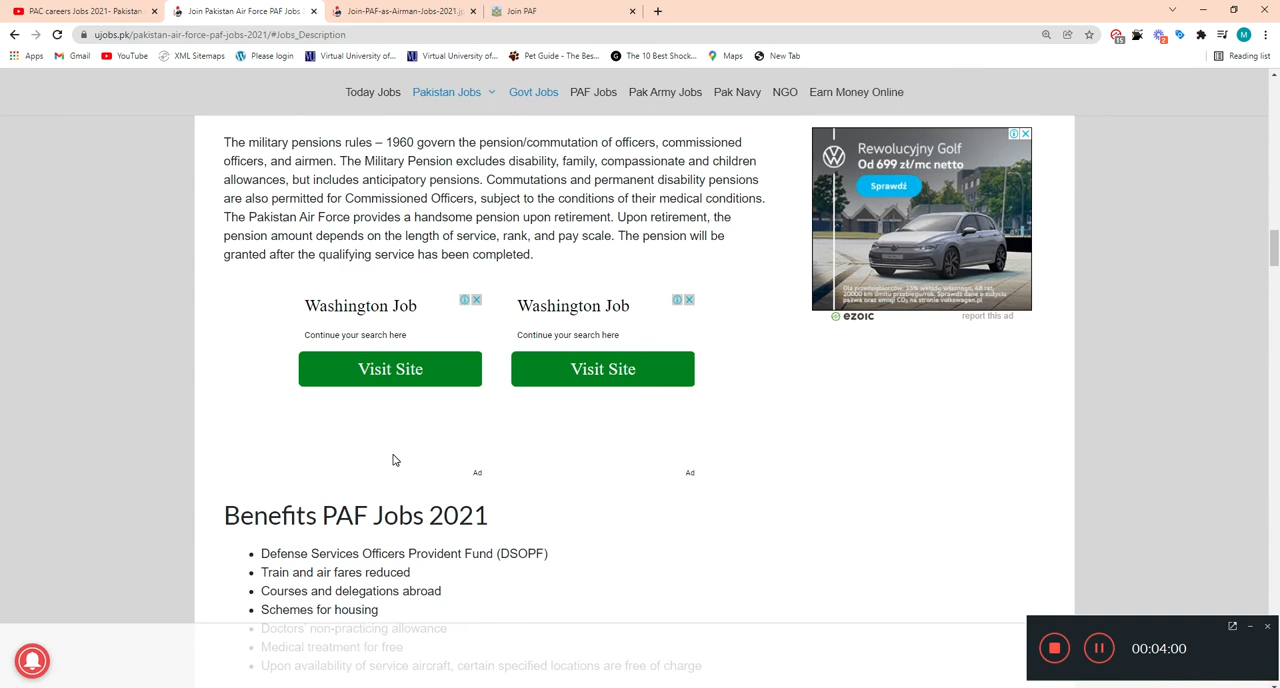 PAC careers Jobs 2021- Pakistan
Join Pakistan Air Force PAF Jobs
Join-PAF-as-Airman-Jobs-2021.j
Join PAF
ujobs.pk/pakistan-air-force-paf-jobs-2021/#Jobs_Description
Apps
Gmail
YouTube
XML Sitemaps
Please login
Virtual University of...
Virtual University of...
Pet Guide - The Bes...
The 10 Best Shock...
Maps
New Tab
Reading list
Today Jobs
Pakistan Jobs
Govt Jobs
PAF Jobs
Pak Army Jobs
Pak Navy
NGO
Earn Money Online
The military pensions rules – 1960 govern the pension/commutation of officers, commissioned
officers, and airmen. The Military Pension excludes disability, family, compassionate and children
allowances, but includes anticipatory pensions. Commutations and permanent disability pensions
are also permitted for Commissioned Officers, subject to the conditions of their medical conditions.
The Pakistan Air Force provides a handsome pension upon retirement. Upon retirement, the
pension amount depends on the length of service, rank, and pay scale. The pension will be
granted after the qualifying service has been completed.
Rewolucyjny Golf
Od 699 zł/mc netto
Sprawdź
ezoic
report this ad
Washington Job
Continue your search here
Visit Site
Ad
Washington Job
Continue your search here
Visit Site
Ad
Benefits PAF Jobs 2021
• Defense Services Officers Provident Fund (DSOPF)
• Train and air fares reduced
• Courses and delegations abroad
• Schemes for housing
• Doctors' non-practicing allowance
• Medical treatment for free
• Upon availability of service aircraft, certain specified locations are free of charge
00:04:00